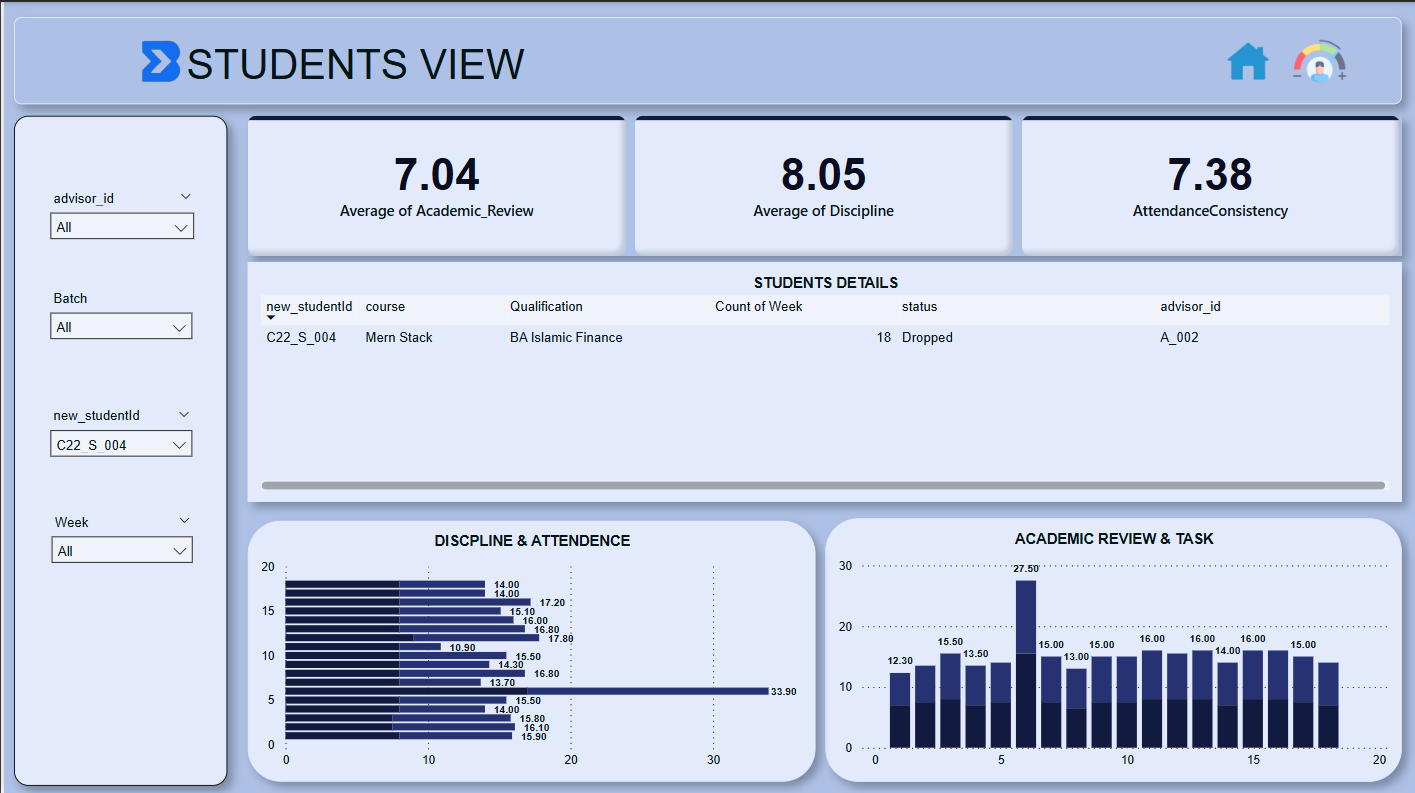 STUDENTS VIEW
advisor_id
All
Batch
All
new_studentId
C22_S_004
Week
All
7.04
Average of Academic_Review
8.05
Average of Discipline
7.38
AttendanceConsistency
STUDENTS DETAILS
new_studentId course Qualification Count of Week status advisor_id
C22_S_004 Mern Stack BA Islamic Finance 18 Dropped A_002
DISCPLINE & ATTENDENCE
20
15
10
5
0
14.00
14.00
17.20
15.10
16.00
16.80
17.80
10.90
15.50
14.30
16.80
13.70
33.90
15.50
14.00
15.80
16.10
15.90
0 10 20 30
ACADEMIC REVIEW & TASK
30
20
10
0
12.30 15.50 13.50 27.50 15.00 13.00 15.00 16.00 16.00 14.00 16.00 15.00
0 5 10 15 20